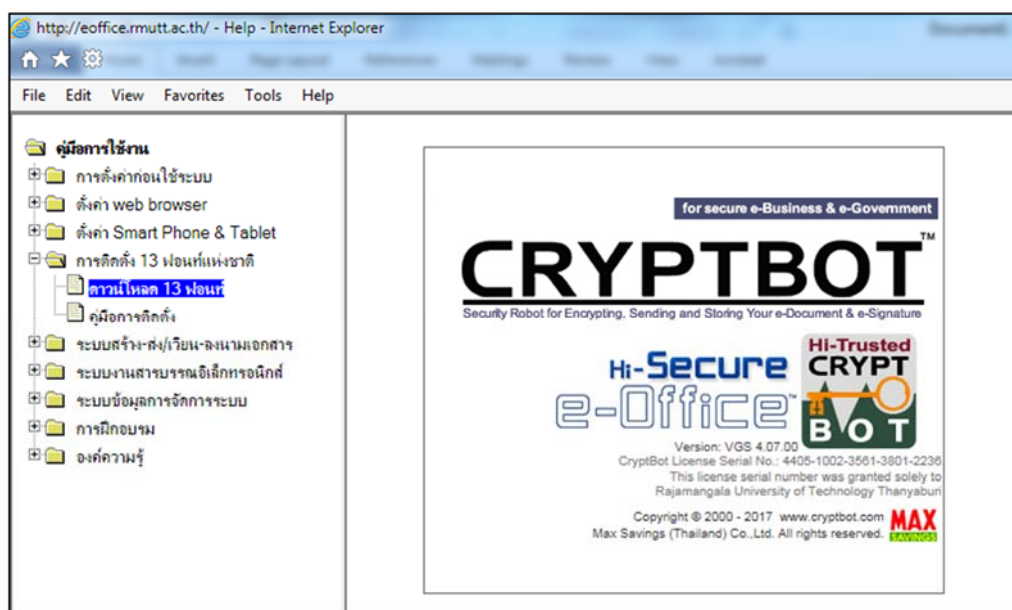 http://eoffice.rmutt.ac.th/ - Help - Internet Explorer
File Edit View Favorites Tools Help
คู่มือการใช้งาน
การตั้งค่าก่อนใช้ระบบ
ตั้งค่า web browser
ตั้งค่า Smart Phone & Tablet
การติดตั้ง 13 ฟอนท์แห่งชาติ
ดาวน์โหลด 13 ฟอนท์
คู่มือการติดตั้ง
ระบบสร้าง-ส่ง/เวียน-ลงนามเอกสาร
ระบบงานสารบรรณอิเล็กทรอนิกส์
ระบบข้อมูลการจัดการระบบ
การฝึกอบรม
องค์ความรู้
for secure e-Business & e-Government
CRYPTBOT™
Security Robot for Encrypting, Sending and Storing Your e-Document & e-Signature
Hi-Secure
e-Office™
Hi-Trusted
CRYPT
BOT
Version: VGS 4.07.00
CryptBot License Serial No.: 4405-1002-3561-3801-2236
This license serial number was granted solely to
Rajamangala University of Technology Thanyaburi
Copyright © 2000 - 2017 www.cryptbot.com
Max Savings (Thailand) Co.,Ltd. All rights reserved.
MAX
SAVINGS